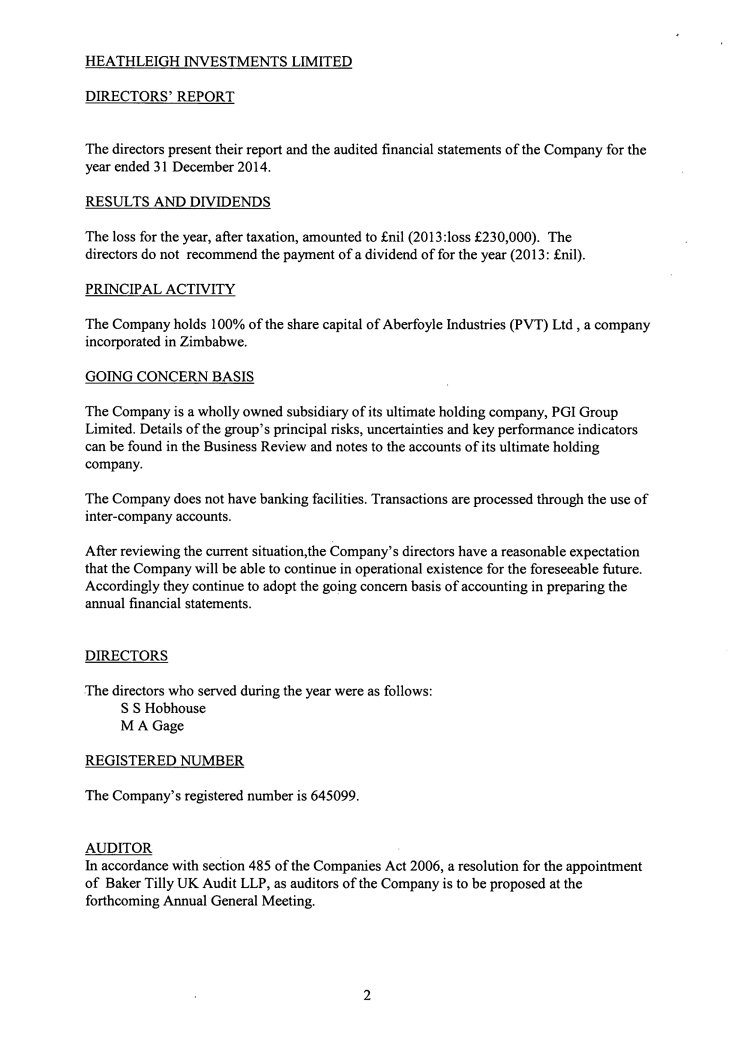 HEATHLEIGH INVESTMENTS LIMITED
DIRECTORS' REPORT
The directors present their report and the audited financial statements of the Company for the
year ended 31 December 2014.
RESULTS AND DIVIDENDS
The loss for the year, after taxation, amounted to £nil (2013:loss £230,000). The
directors do not recommend the payment of a dividend of for the year (2013: £nil).
PRINCIPAL ACTIVITY
The Company holds 100% of the share capital of Aberfoyle Industries (PVT) Ltd , a company
incorporated in Zimbabwe.
GOING CONCERN BASIS
The Company is a wholly owned subsidiary of its ultimate holding company, PGI Group
Limited. Details of the group's principal risks, uncertainties and key performance indicators
can be found in the Business Review and notes to the accounts of its ultimate holding
company.
The Company does not have banking facilities. Transactions are processed through the use of
inter-company accounts.
After reviewing the current situation,the Company's directors have a reasonable expectation
that the Company will be able to continue in operational existence for the foreseeable future.
Accordingly they continue to adopt the going concern basis of accounting in preparing the
annual financial statements.
DIRECTORS
The directors who served during the year were as follows:
S S Hobhouse
M A Gage
REGISTERED NUMBER
The Company's registered number is 645099.
AUDITOR
In accordance with section 485 of the Companies Act 2006, a resolution for the appointment
of Baker Tilly UK Audit LLP, as auditors of the Company is to be proposed at the
forthcoming Annual General Meeting.
2